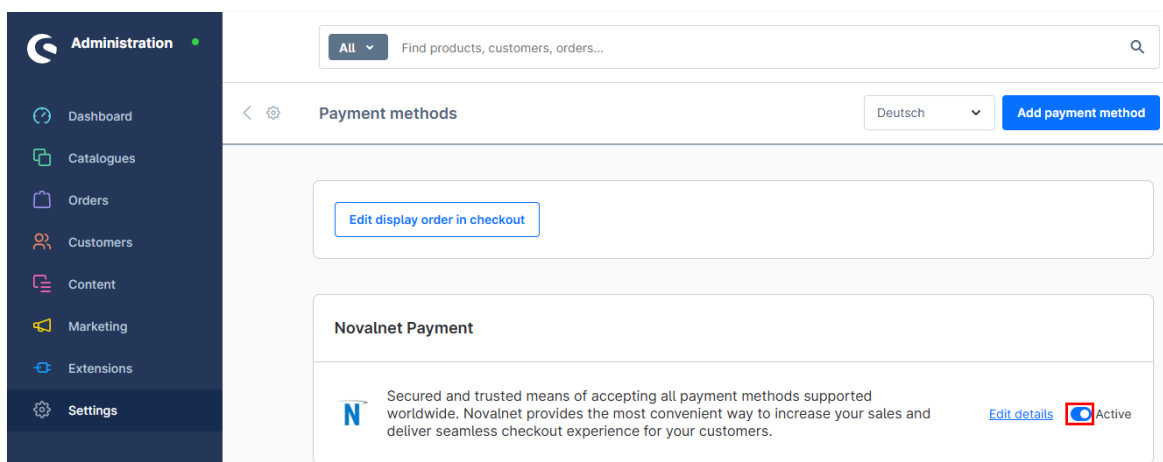 Administration
All
Find products, customers, orders...
Dashboard
Catalogues
Orders
Customers
Content
Marketing
Extensions
Settings
Payment methods
Deutsch
Add payment method
Edit display order in checkout
Novalnet Payment
N
Secured and trusted means of accepting all payment methods supported
worldwide. Novalnet provides the most convenient way to increase your sales and
deliver seamless checkout experience for your customers.
Edit details
Active